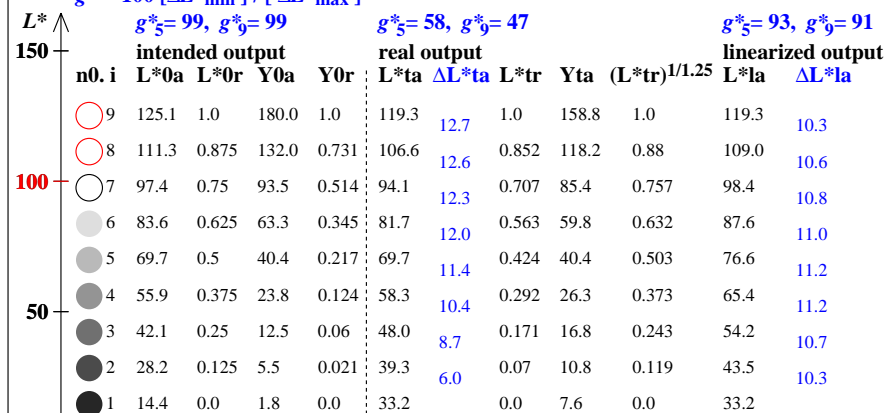 g*₅= 99, g*₉= 99 g*₅= 58, g*₉= 47 g*₅= 93, g*₉= 91
L*
intended output real output linearized output
150
n0. i L*0a L*0r Y0a Y0r L*ta ΔL*ta L*tr Yta (L*tr)^1/1.25 L*la ΔL*la
9 125.1 1.0 180.0 1.0 119.3 1.0 158.8 1.0 119.3
12.7 10.3
8 111.3 0.875 132.0 0.731 106.6 0.852 118.2 0.88 109.0
12.6 10.6
100 7 97.4 0.75 93.5 0.514 94.1 0.707 85.4 0.757 98.4
12.3 10.8
6 83.6 0.625 63.3 0.345 81.7 0.563 59.8 0.632 87.6
12.0 11.0
5 69.7 0.5 40.4 0.217 69.7 0.424 40.4 0.503 76.6
11.4 11.2
4 55.9 0.375 23.8 0.124 58.3 0.292 26.3 0.373 65.4
10.4 11.2
50
3 42.1 0.25 12.5 0.06 48.0 0.171 16.8 0.243 54.2
8.7 10.7
2 28.2 0.125 5.5 0.021 39.3 0.07 10.8 0.119 43.5
6.0 10.3
1 14.4 0.0 1.8 0.0 33.2 0.0 7.6 0.0 33.2